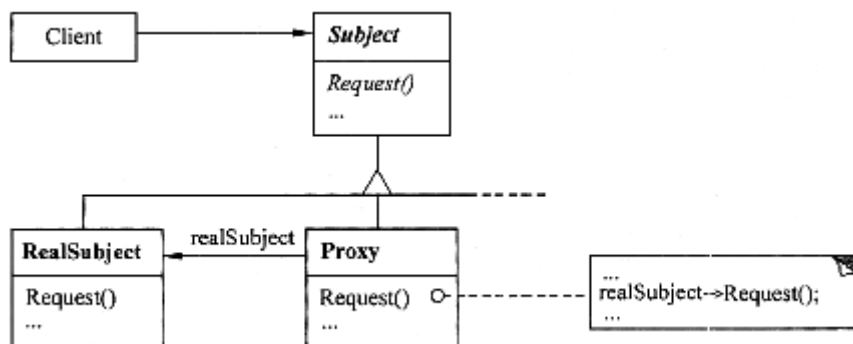 Client
Subject
Request()
...
RealSubject
Request()
...
realSubject
Proxy
Request()
...
...
realSubject->Request();
...